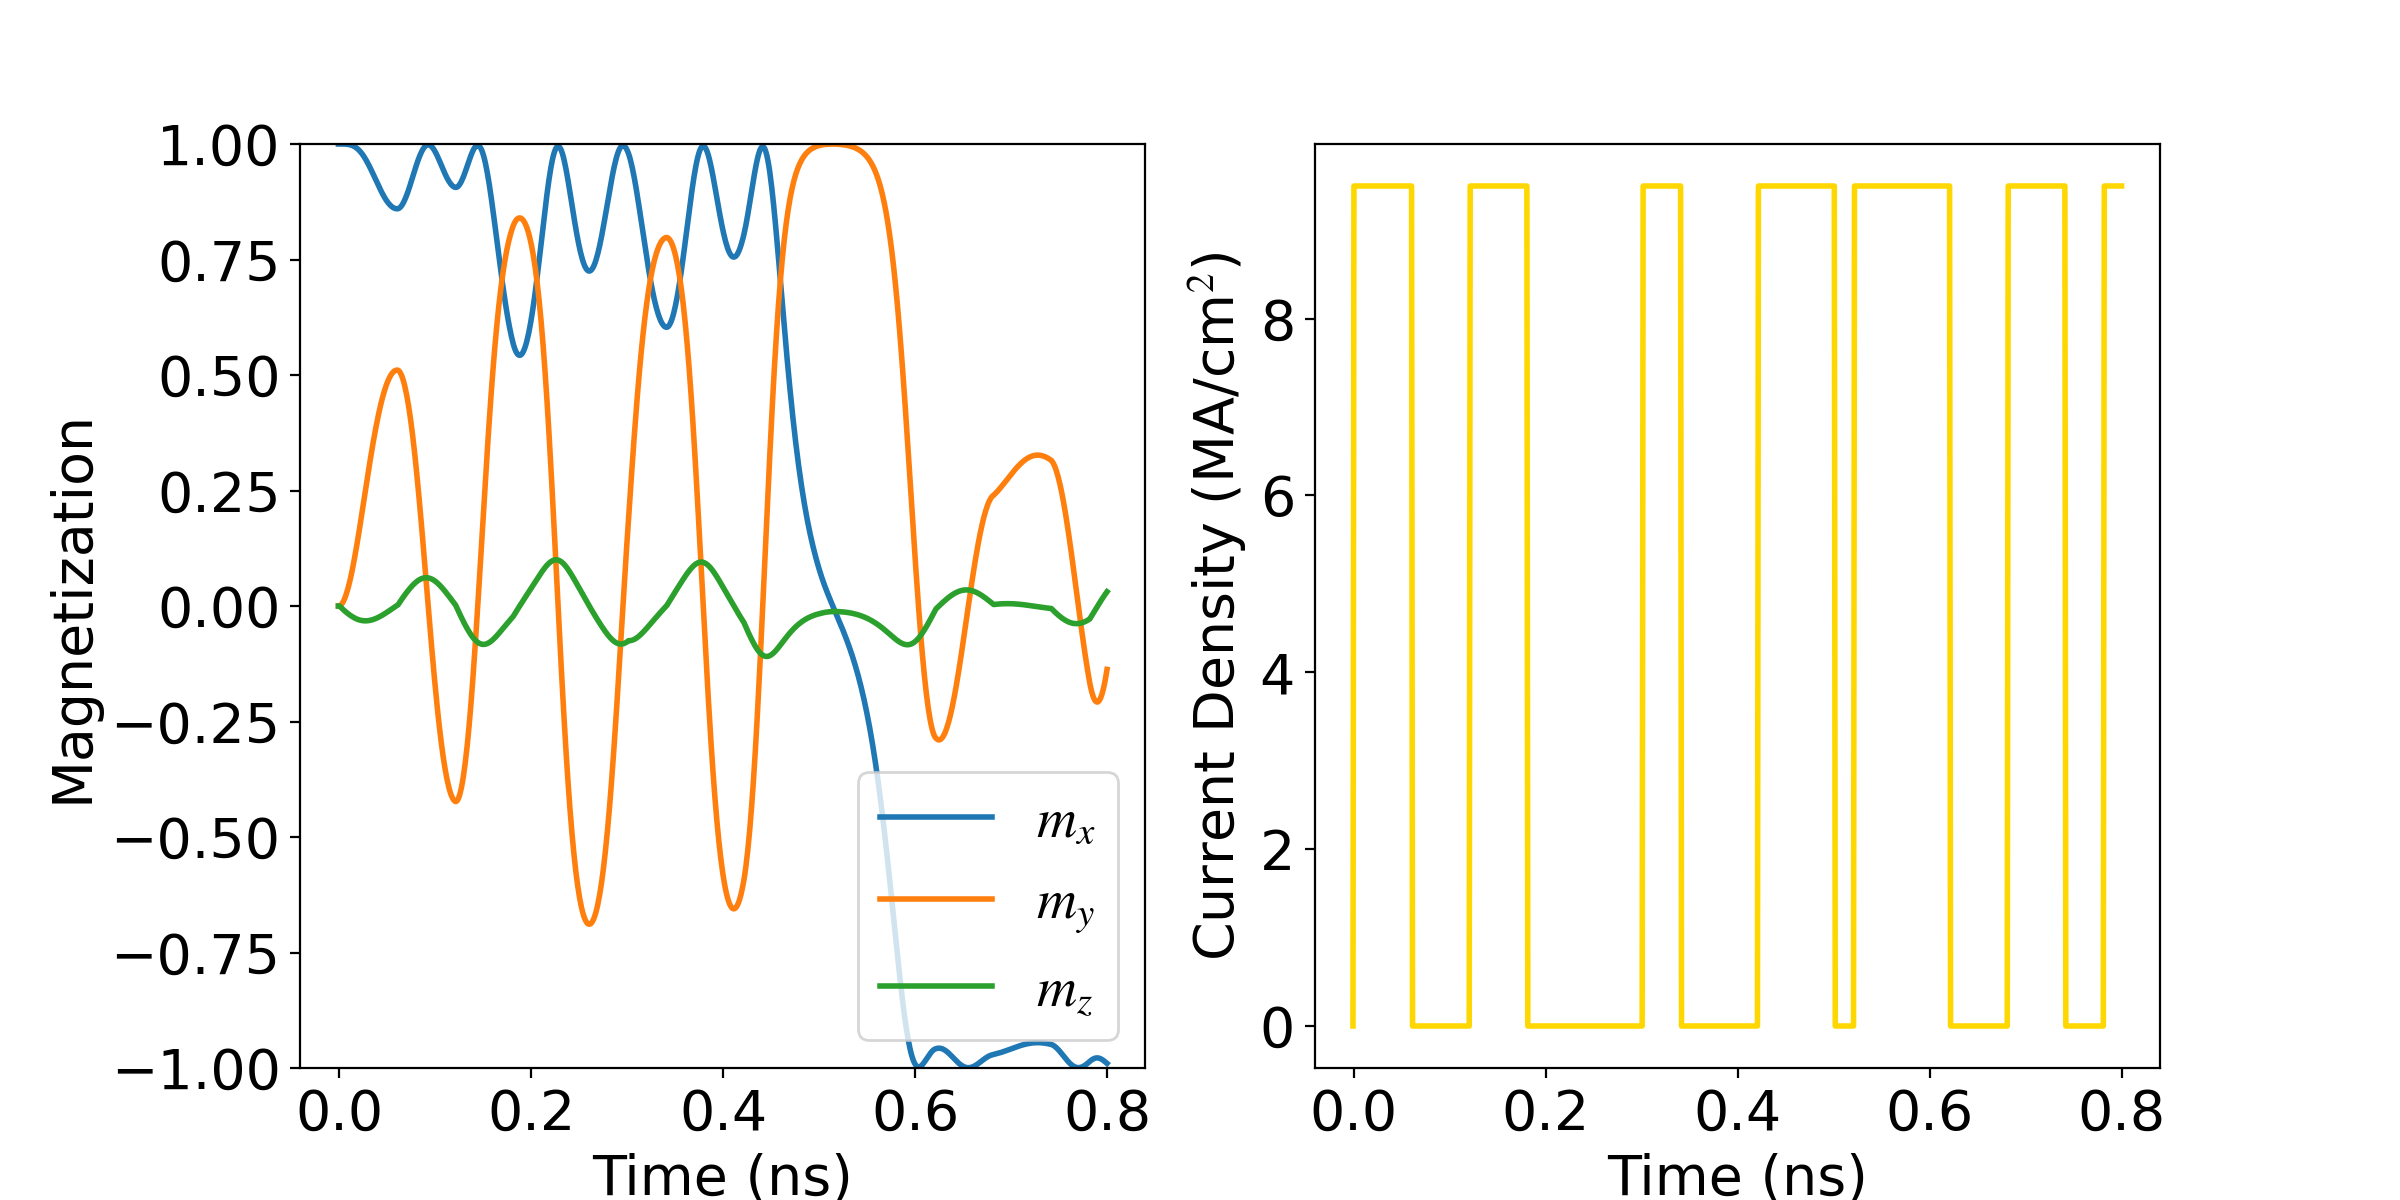 Magnetization
1.00
0.75
0.50
0.25
0.00
−0.25
−0.50
−0.75
−1.00
0.0 0.2 0.4 0.6 0.8
Time (ns)
m_x
m_y
m_z
Current Density (MA/cm²)
8
6
4
2
0
0.0 0.2 0.4 0.6 0.8
Time (ns)